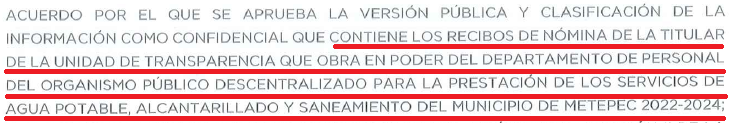 ACUERDO POR EL QUE SE APRUEBA LA VERSIÓN PÚBLICA Y CLASIFICACIÓN DE LA
INFORMACIÓN COMO CONFIDENCIAL QUE CONTIENE LOS RECIBOS DE NÓMINA DE LA TITULAR
DE LA UNIDAD DE TRANSPARENCIA QUE OBRA EN PODER DEL DEPARTAMENTO DE PERSONAL
DEL ORGANISMO PÚBLICO DESCENTRALIZADO PARA LA PRESTACIÓN DE LOS SERVICIOS DE
AGUA POTABLE, ALCANTARILLADO Y SANEAMIENTO DEL MUNICIPIO DE METEPEC 2022-2024;